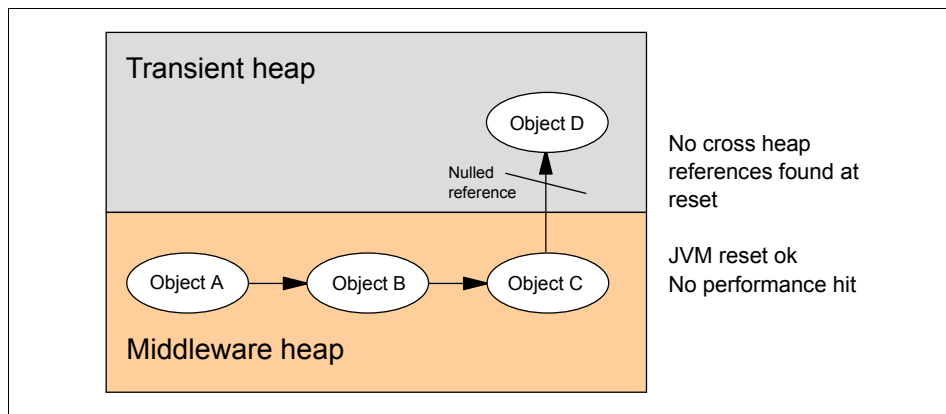 Transient heap
Object D
Nulled
reference
No cross heap
references found at
reset
JVM reset ok
No performance hit
Object A
Object B
Object C
Middleware heap